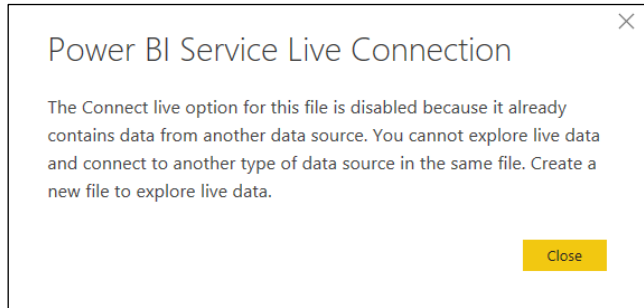 Power BI Service Live Connection
The Connect live option for this file is disabled because it already
contains data from another data source. You cannot explore live data
and connect to another type of data source in the same file. Create a
new file to explore live data.
Close